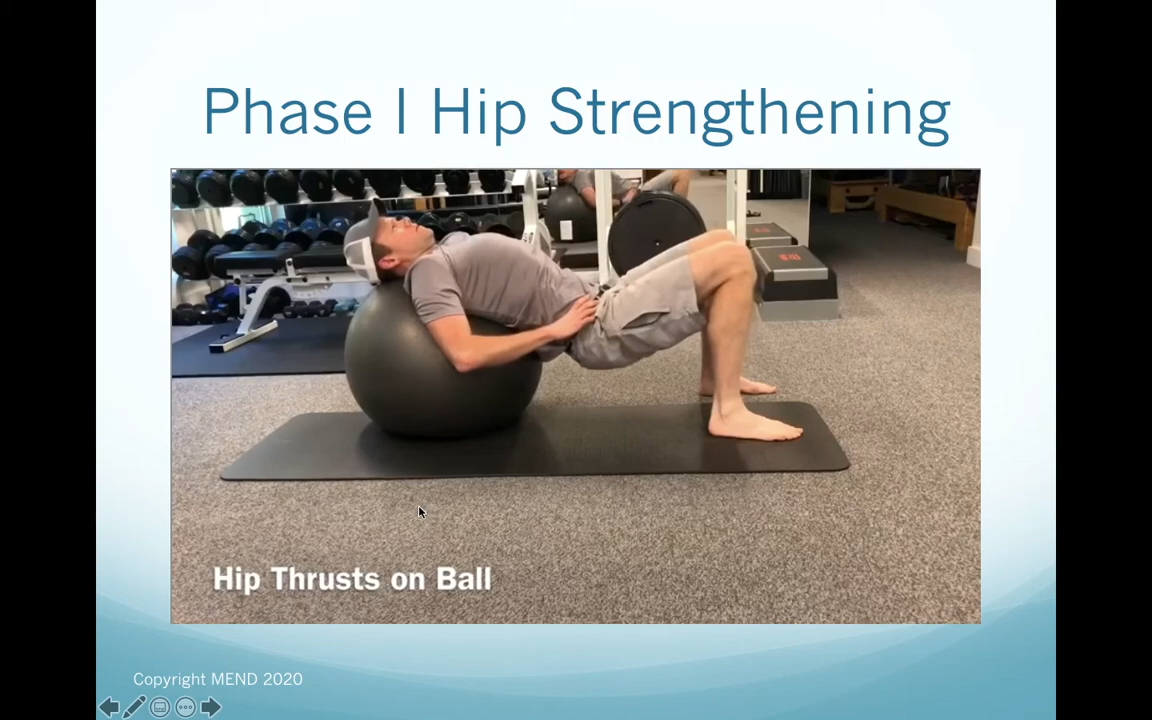 Phase I Hip Strengthening
Hip Thrusts on Ball
Copyright MEND 2020